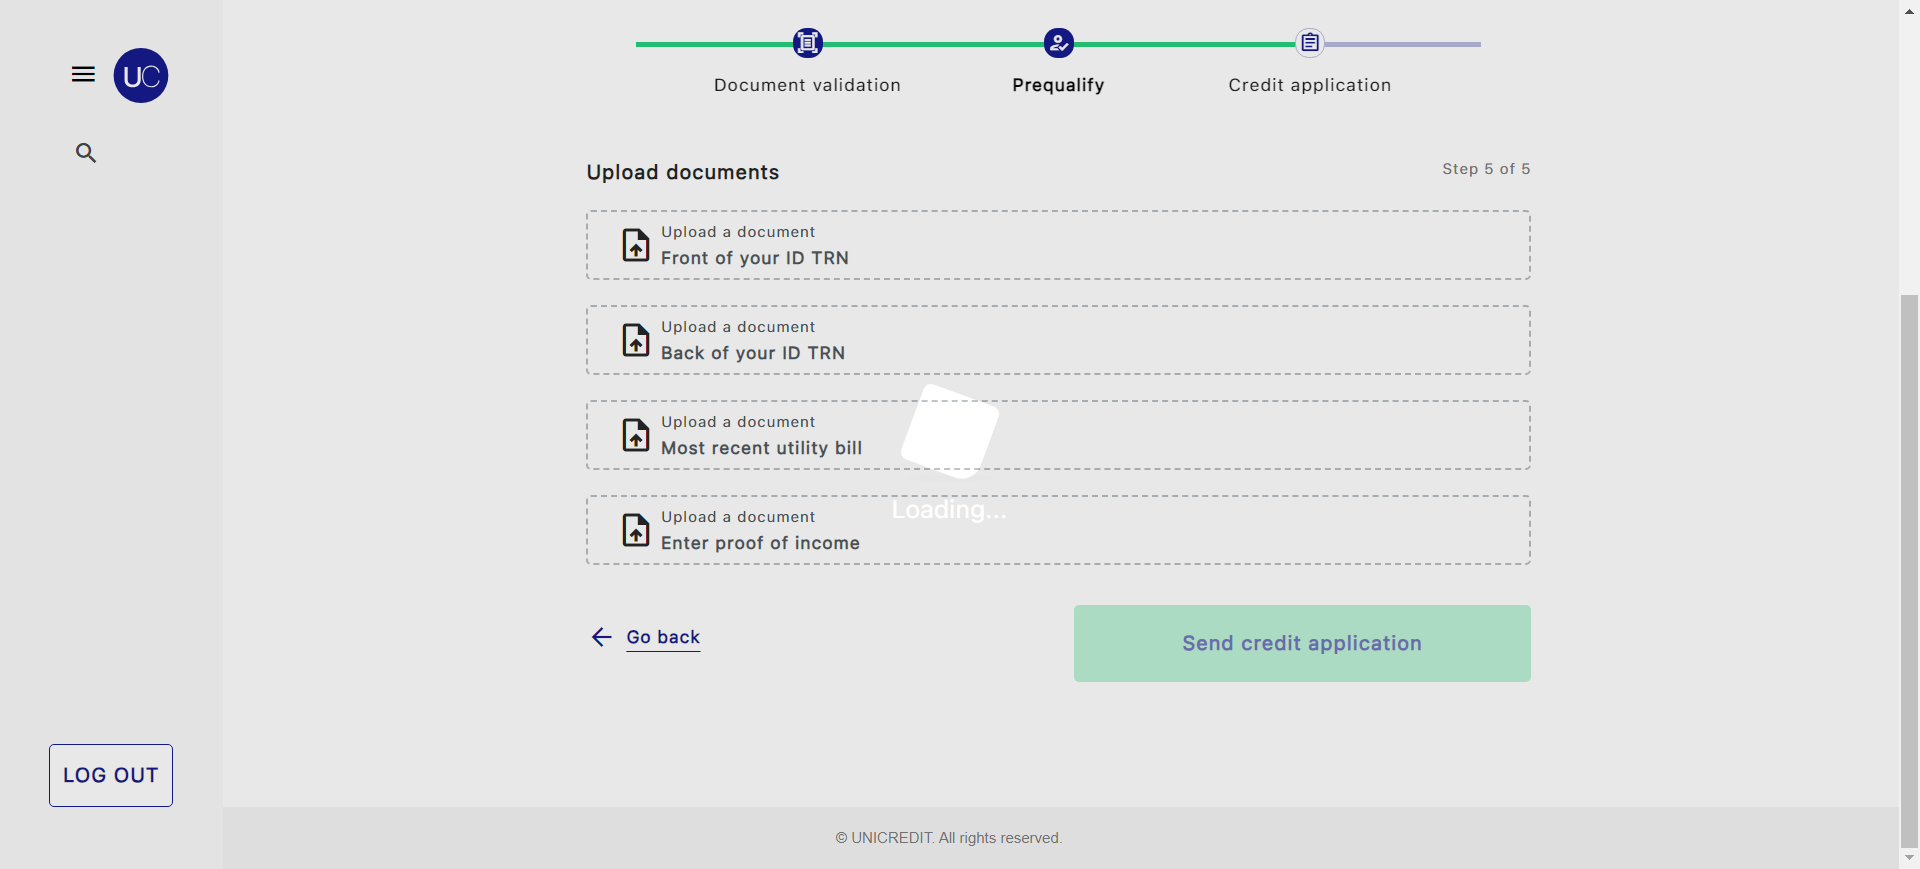 UC
Document validation
Prequalify
Credit application
Upload documents
Step 5 of 5
Upload a document
Front of your ID TRN
Upload a document
Back of your ID TRN
Upload a document
Most recent utility bill
Loading...
Upload a document
Enter proof of income
Go back
Send credit application
LOG OUT
© UNICREDIT. All rights reserved.